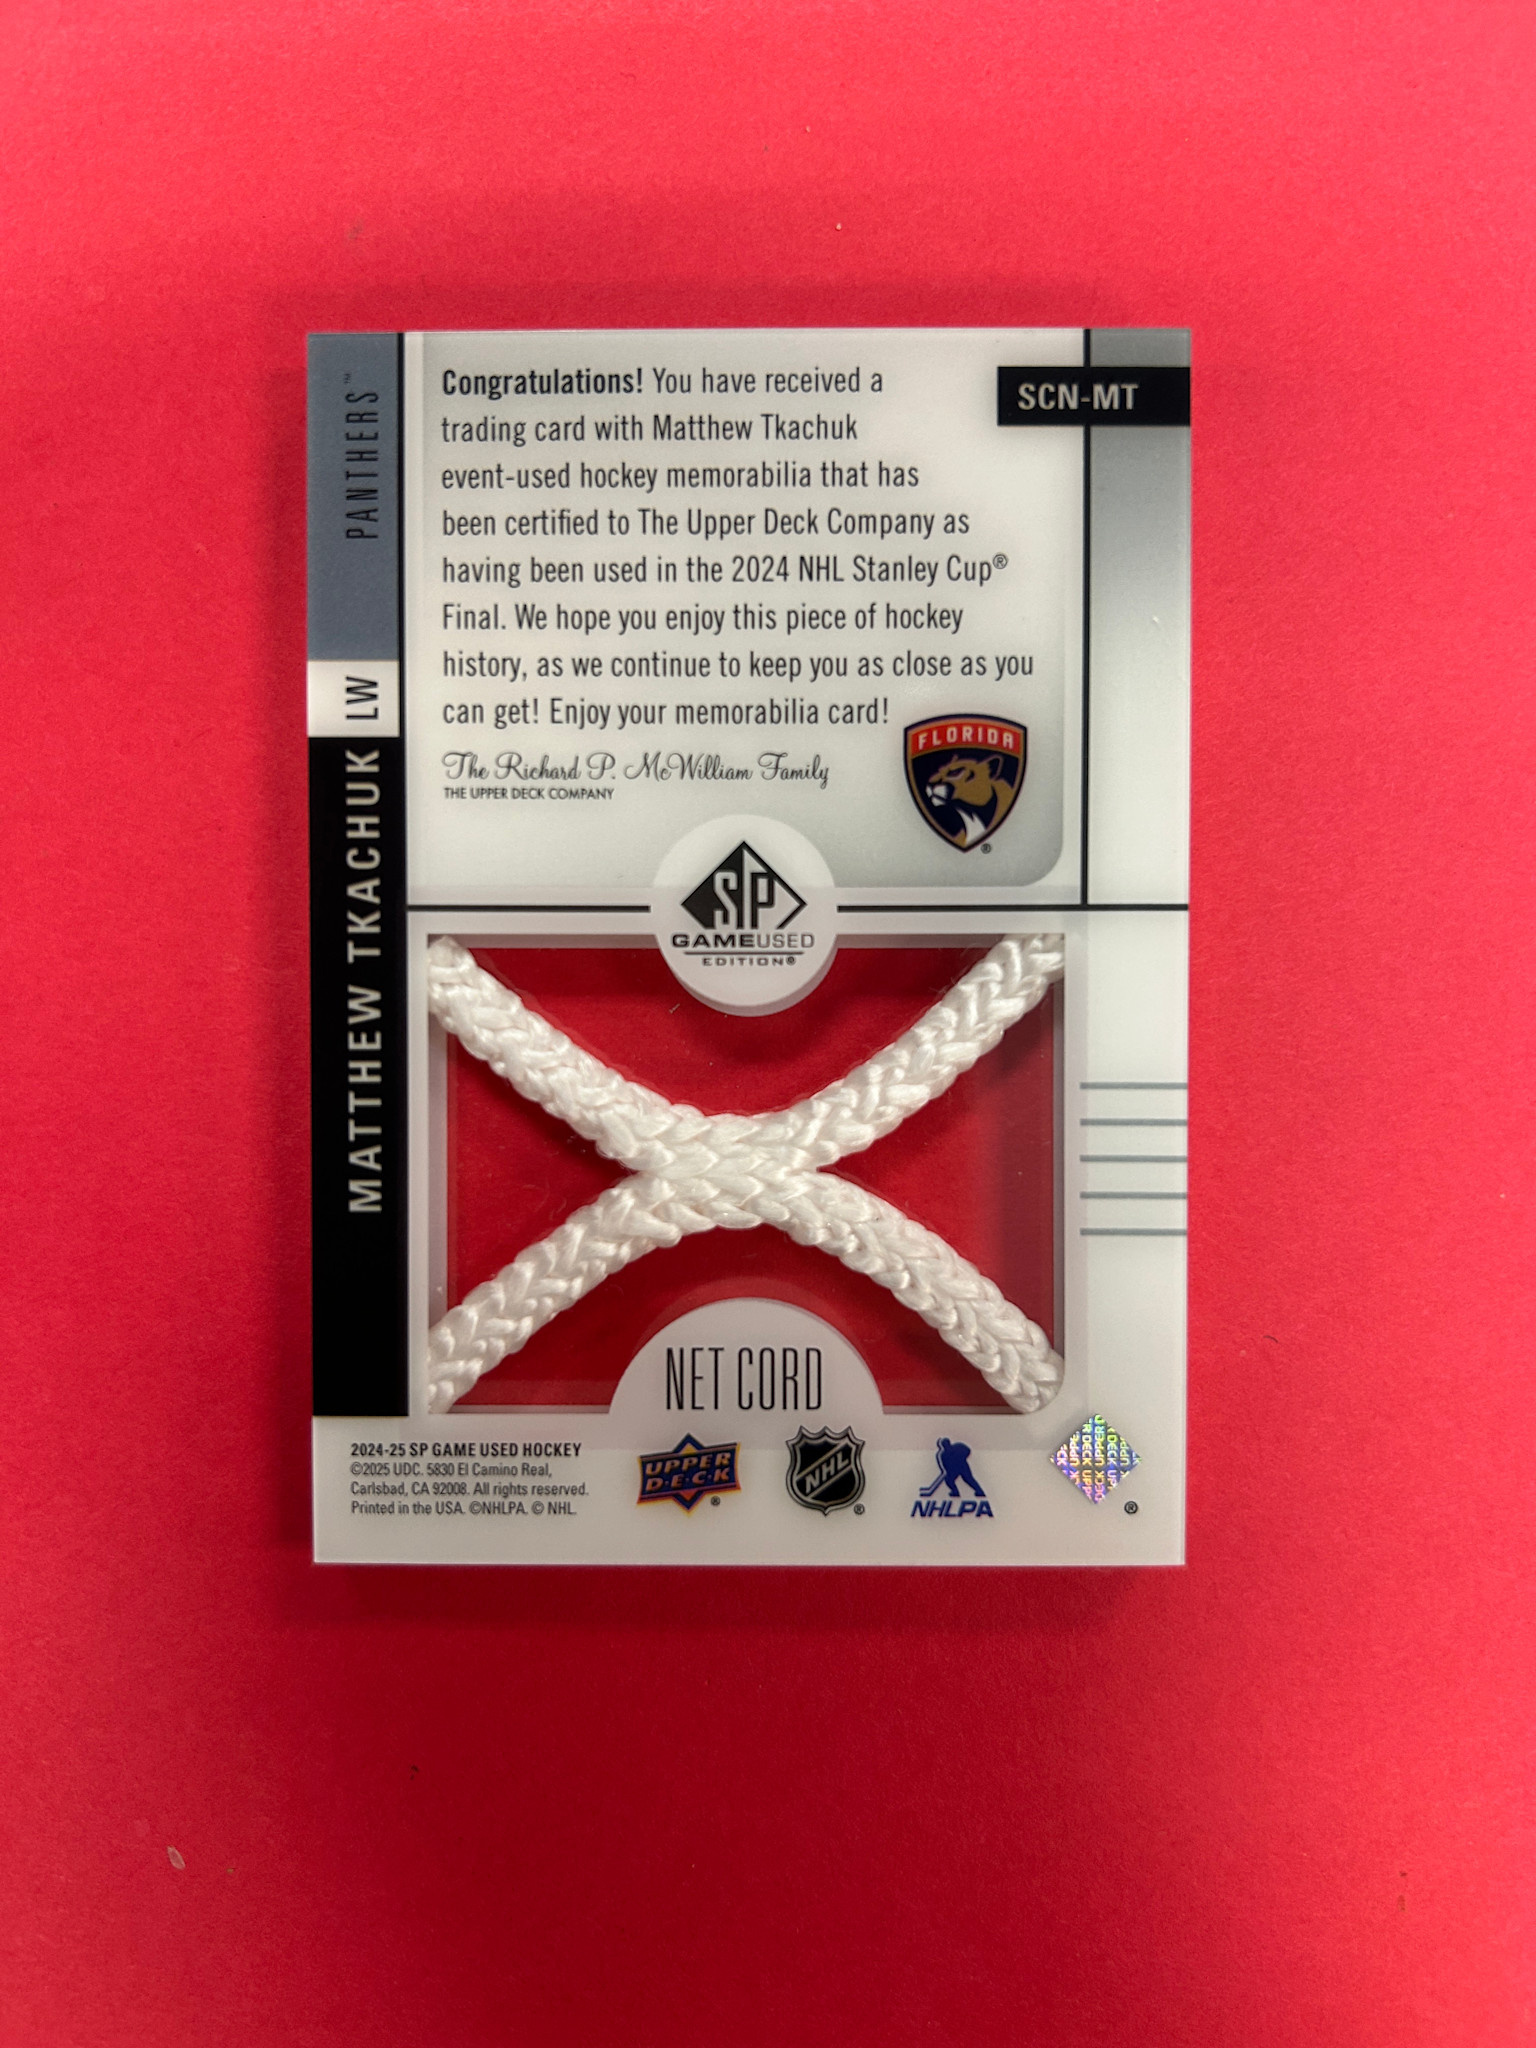 Congratulations! You have received a
trading card with Matthew Tkachuk
event-used hockey memorabilia that has
been certified to The Upper Deck Company as
having been used in the 2024 NHL Stanley Cup®
Final. We hope you enjoy this piece of hockey
history, as we continue to keep you as close as you
can get! Enjoy your memorabilia card!
The Richard P. McWilliam Family
THE UPPER DECK COMPANY
SCN-MT
FLORIDA
®
PANTHERS™
LW
MATTHEW TKACHUK
SP
GAMEUSED
EDITION®
NET CORD
2024-25 SP GAME USED HOCKEY
©2025 UDC. 5830 El Camino Real,
Carlsbad, CA 92008. All rights reserved.
Printed in the USA. ©NHLPA. © NHL.
UPPER
D·E·C·K
®
NHL
®
NHLPA
®